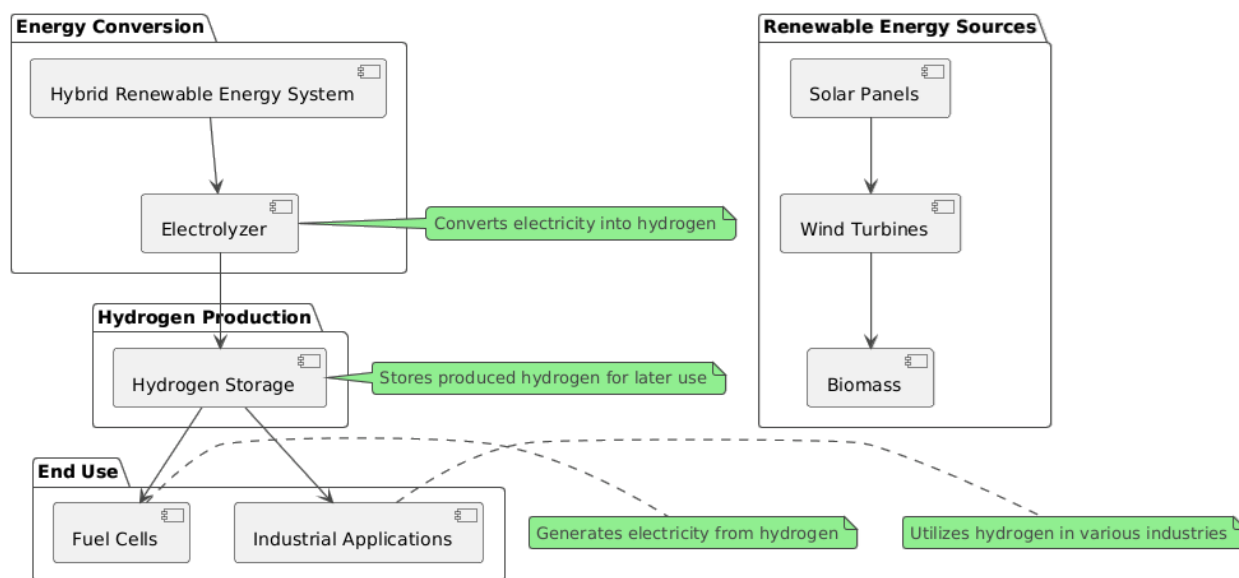 Energy Conversion
Hybrid Renewable Energy System
Electrolyzer
Converts electricity into hydrogen
Hydrogen Production
Hydrogen Storage
Stores produced hydrogen for later use
End Use
Fuel Cells
Industrial Applications
Generates electricity from hydrogen
Utilizes hydrogen in various industries
Renewable Energy Sources
Solar Panels
Wind Turbines
Biomass